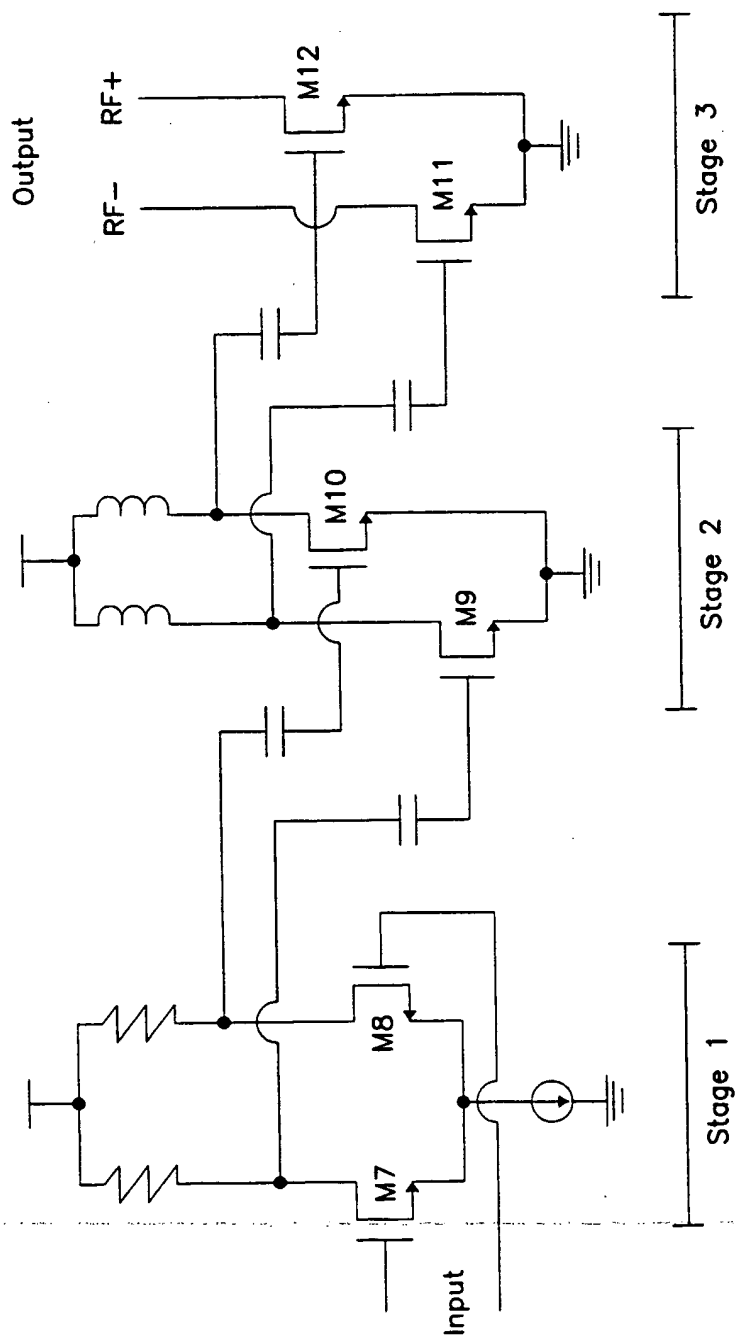 Output
RF-
RF+
M12
M11
M10
M9
M8
M7
Input
Stage 1
Stage 2
Stage 3